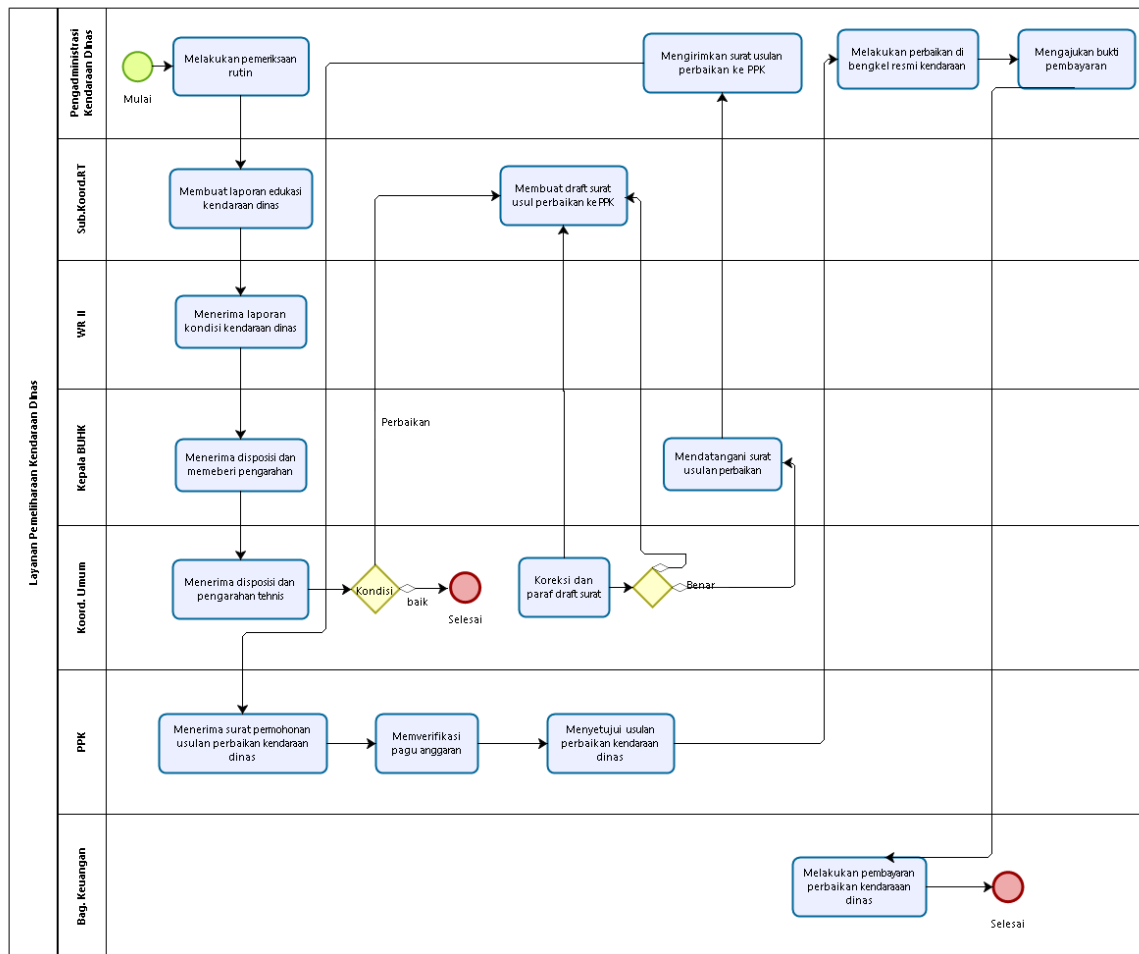 Layanan Pemeliharaan Kendaraan Dinas
Pengadministrasi
Kendaraan Dinas
Mulai
Melakukan pemeriksaan
rutin
Mengirimkan surat usulan
perbaikan ke PPK
Melakukan perbaikan di
bengkel resmi kendaraan
Mengajukan bukti
pembayaran
Sub.Koord.RT
Membuat laporan edukasi
kendaraan dinas
Membuat draft surat
usul perbaikan ke PPK
WR II
Menerima laporan
kondisi kendaraan dinas
Kepala BUHK
Menerima disposisi dan
memeberi pengarahan
Perbaikan
Mendatangani surat
usulan perbaikan
Koord. Umum
Menerima disposisi dan
pengarahan tehnis
Kondisi
baik
Selesai
Koreksi dan
paraf draft surat
Benar
PPK
Menerima surat permohonan
usulan perbaikan kendaraan
dinas
Memverifikasi
pagu anggaran
Menyetujui usulan
perbaikan kendaraan
dinas
Bag. Keuangan
Melakukan pembayaran
perbaikan kendaraaan
dinas
Selesai